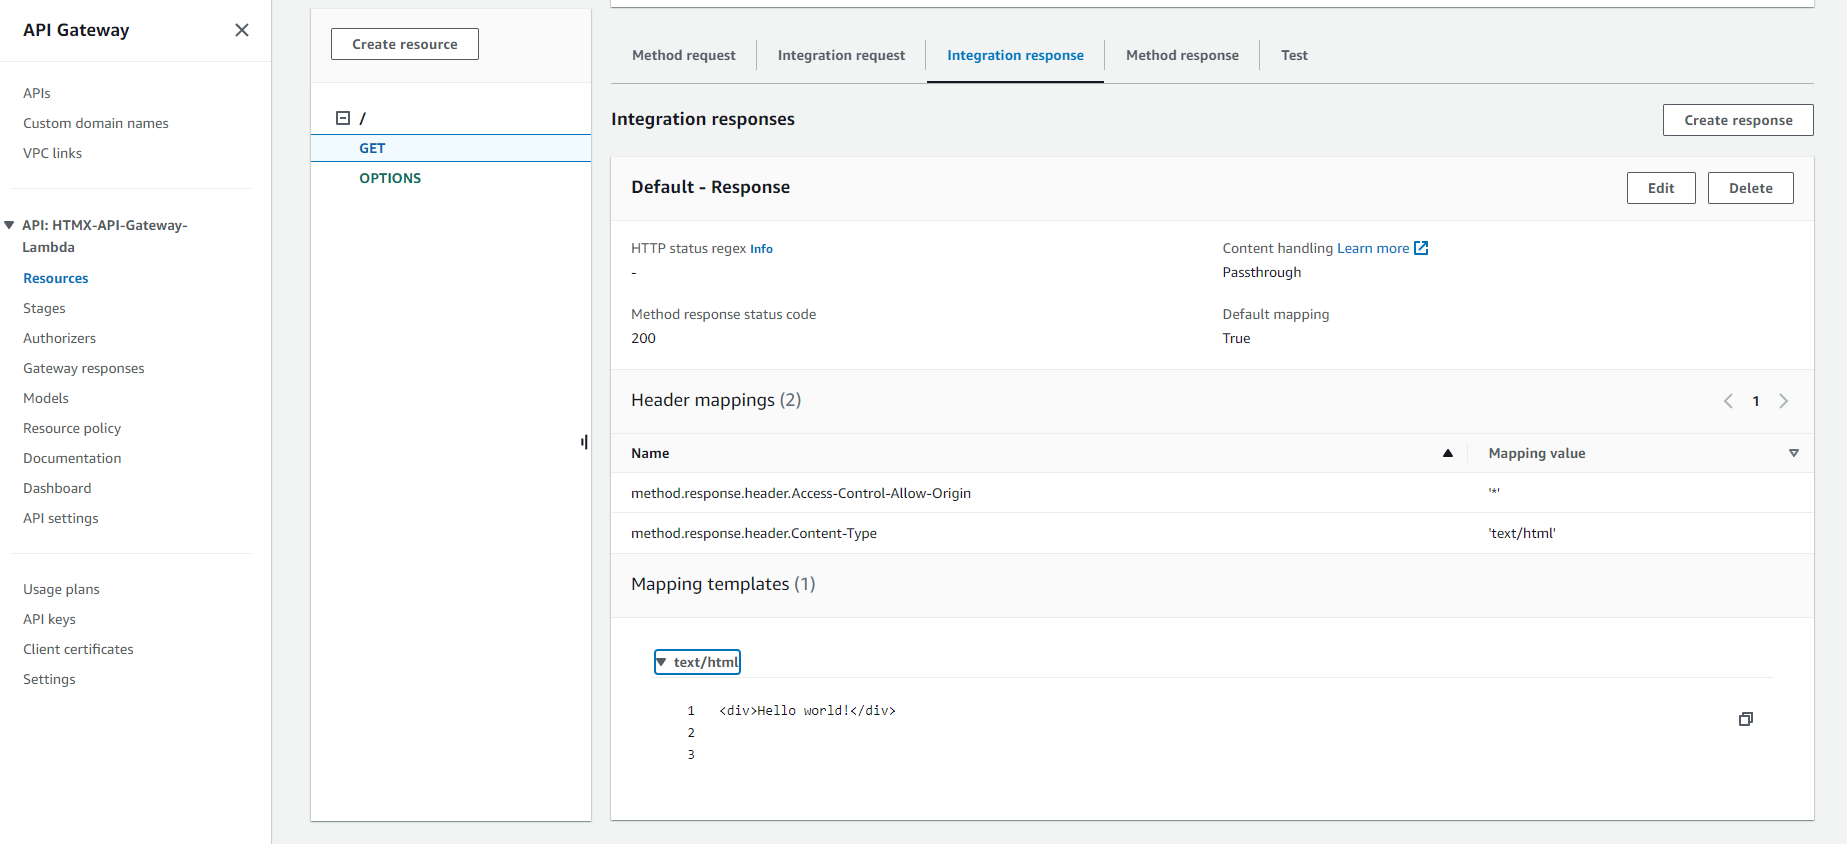 API Gateway
APIs
Custom domain names
VPC links
API: HTMX-API-Gateway-
Lambda
Resources
Stages
Authorizers
Gateway responses
Models
Resource policy
Documentation
Dashboard
API settings
Usage plans
API keys
Client certificates
Settings
Create resource
/
GET
OPTIONS
Method request
Integration request
Integration response
Method response
Test
Integration responses
Create response
Default - Response
Edit
Delete
HTTP status regex Info
-
Content handling Learn more
Passthrough
Method response status code
200
Default mapping
True
Header mappings (2)
1
Name
Mapping value
method.response.header.Access-Control-Allow-Origin
'*'
method.response.header.Content-Type
'text/html'
Mapping templates (1)
text/html
1 <div>Hello world!</div>
2
3